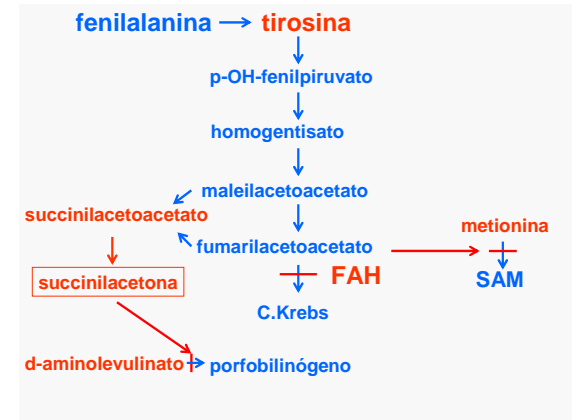 fenilalanina tirosina
p-OH-fenilpiruvato
homogentisato
maleilacetoacetato
succinilacetoacetato
metionina
fumarilacetoacetato
FAH
SAM
succinilacetona
C.Krebs
d-aminolevulinato porfobilinógeno